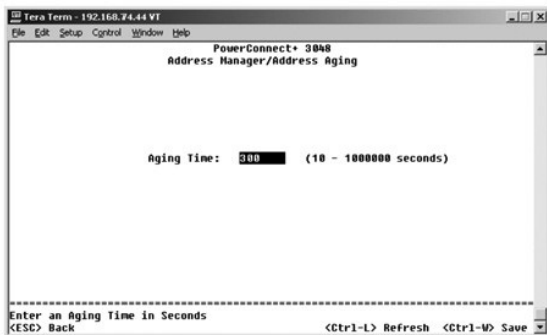 Tera Term - 192.168.74.44 VT
File Edit Setup Control Window Help
PowerConnect+ 3048
Address Manager/Address Aging
Aging Time: 300 (10 - 1000000 seconds)
Enter an Aging Time in Seconds
<ESC> Back <Ctrl-L> Refresh <Ctrl-W> Save